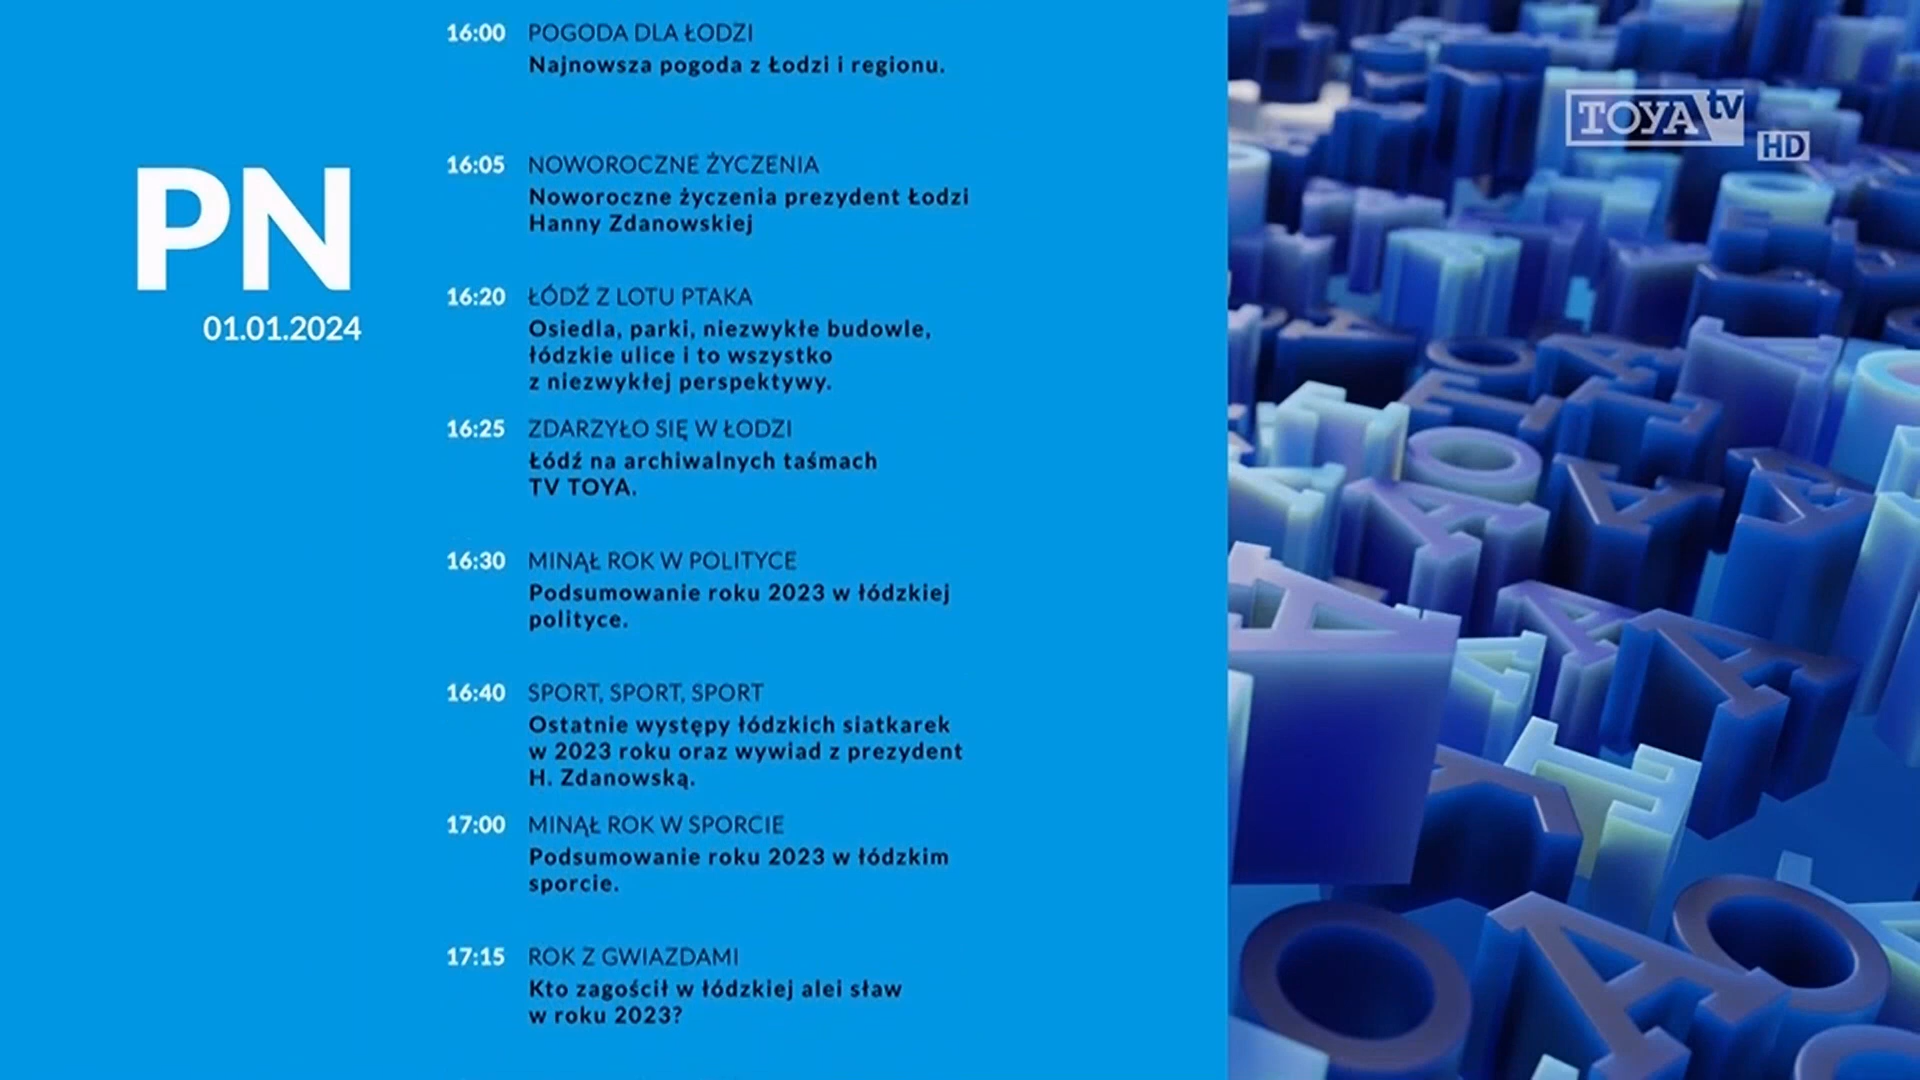 PN
01.01.2024
16:00 POGODA DLA ŁODZI
Najnowsza pogoda z Łodzi i regionu.
16:05 NOWOROCZNE ŻYCZENIA
Noworoczne życzenia prezydent Łodzi
Hanny Zdanowskiej
16:20 ŁÓDŹ Z LOTU PTAKA
Osiedla, parki, niezwykłe budowle,
łódzkie ulice i to wszystko
z niezwykłej perspektywy.
16:25 ZDARZYŁO SIĘ W ŁODZI
Łódź na archiwalnych taśmach
TV TOYA.
16:30 MINĄŁ ROK W POLITYCE
Podsumowanie roku 2023 w łódzkiej
polityce.
16:40 SPORT, SPORT, SPORT
Ostatnie występy łódzkich siatkarek
w 2023 roku oraz wywiad z prezydent
H. Zdanowską.
17:00 MINĄŁ ROK W SPORCIE
Podsumowanie roku 2023 w łódzkim
sporcie.
17:15 ROK Z GWIAZDAMI
Kto zagościł w łódzkiej alei sław
w roku 2023?
TOYA tv
HD